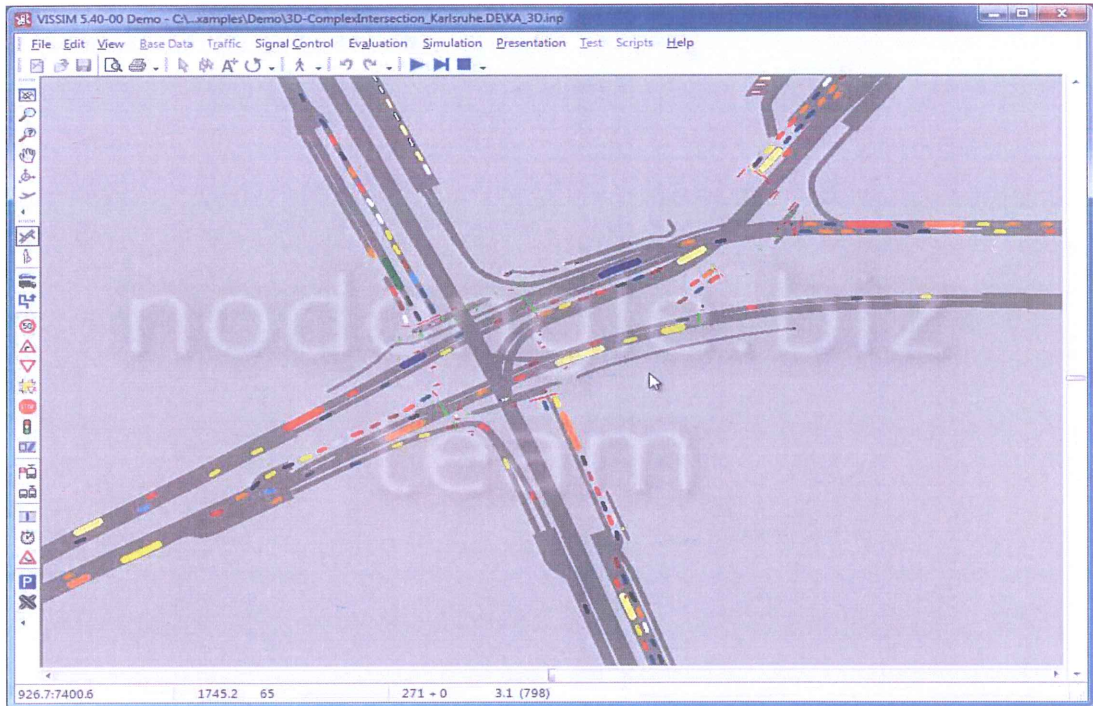 VISSIM 5.40-00 Demo - C:\...xamples\Demo\3D-ComplexIntersection_Karlsruhe.DE\KA_3D.inp
File Edit View Base Data Traffic Signal Control Evaluation Simulation Presentation Test Scripts Help
team
926.7:7400.6 1745.2 65 271 + 0 3.1 (798)